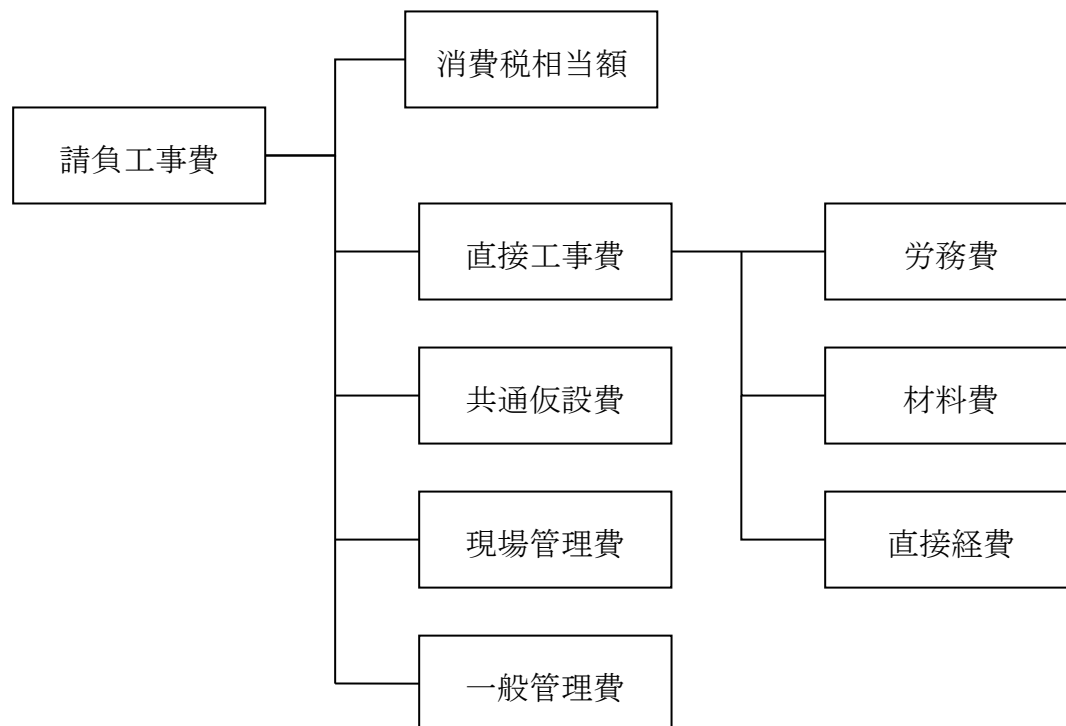 消費税相当額
請負工事費
直接工事費
労務費
共通仮設費
材料費
現場管理費
直接経費
一般管理費